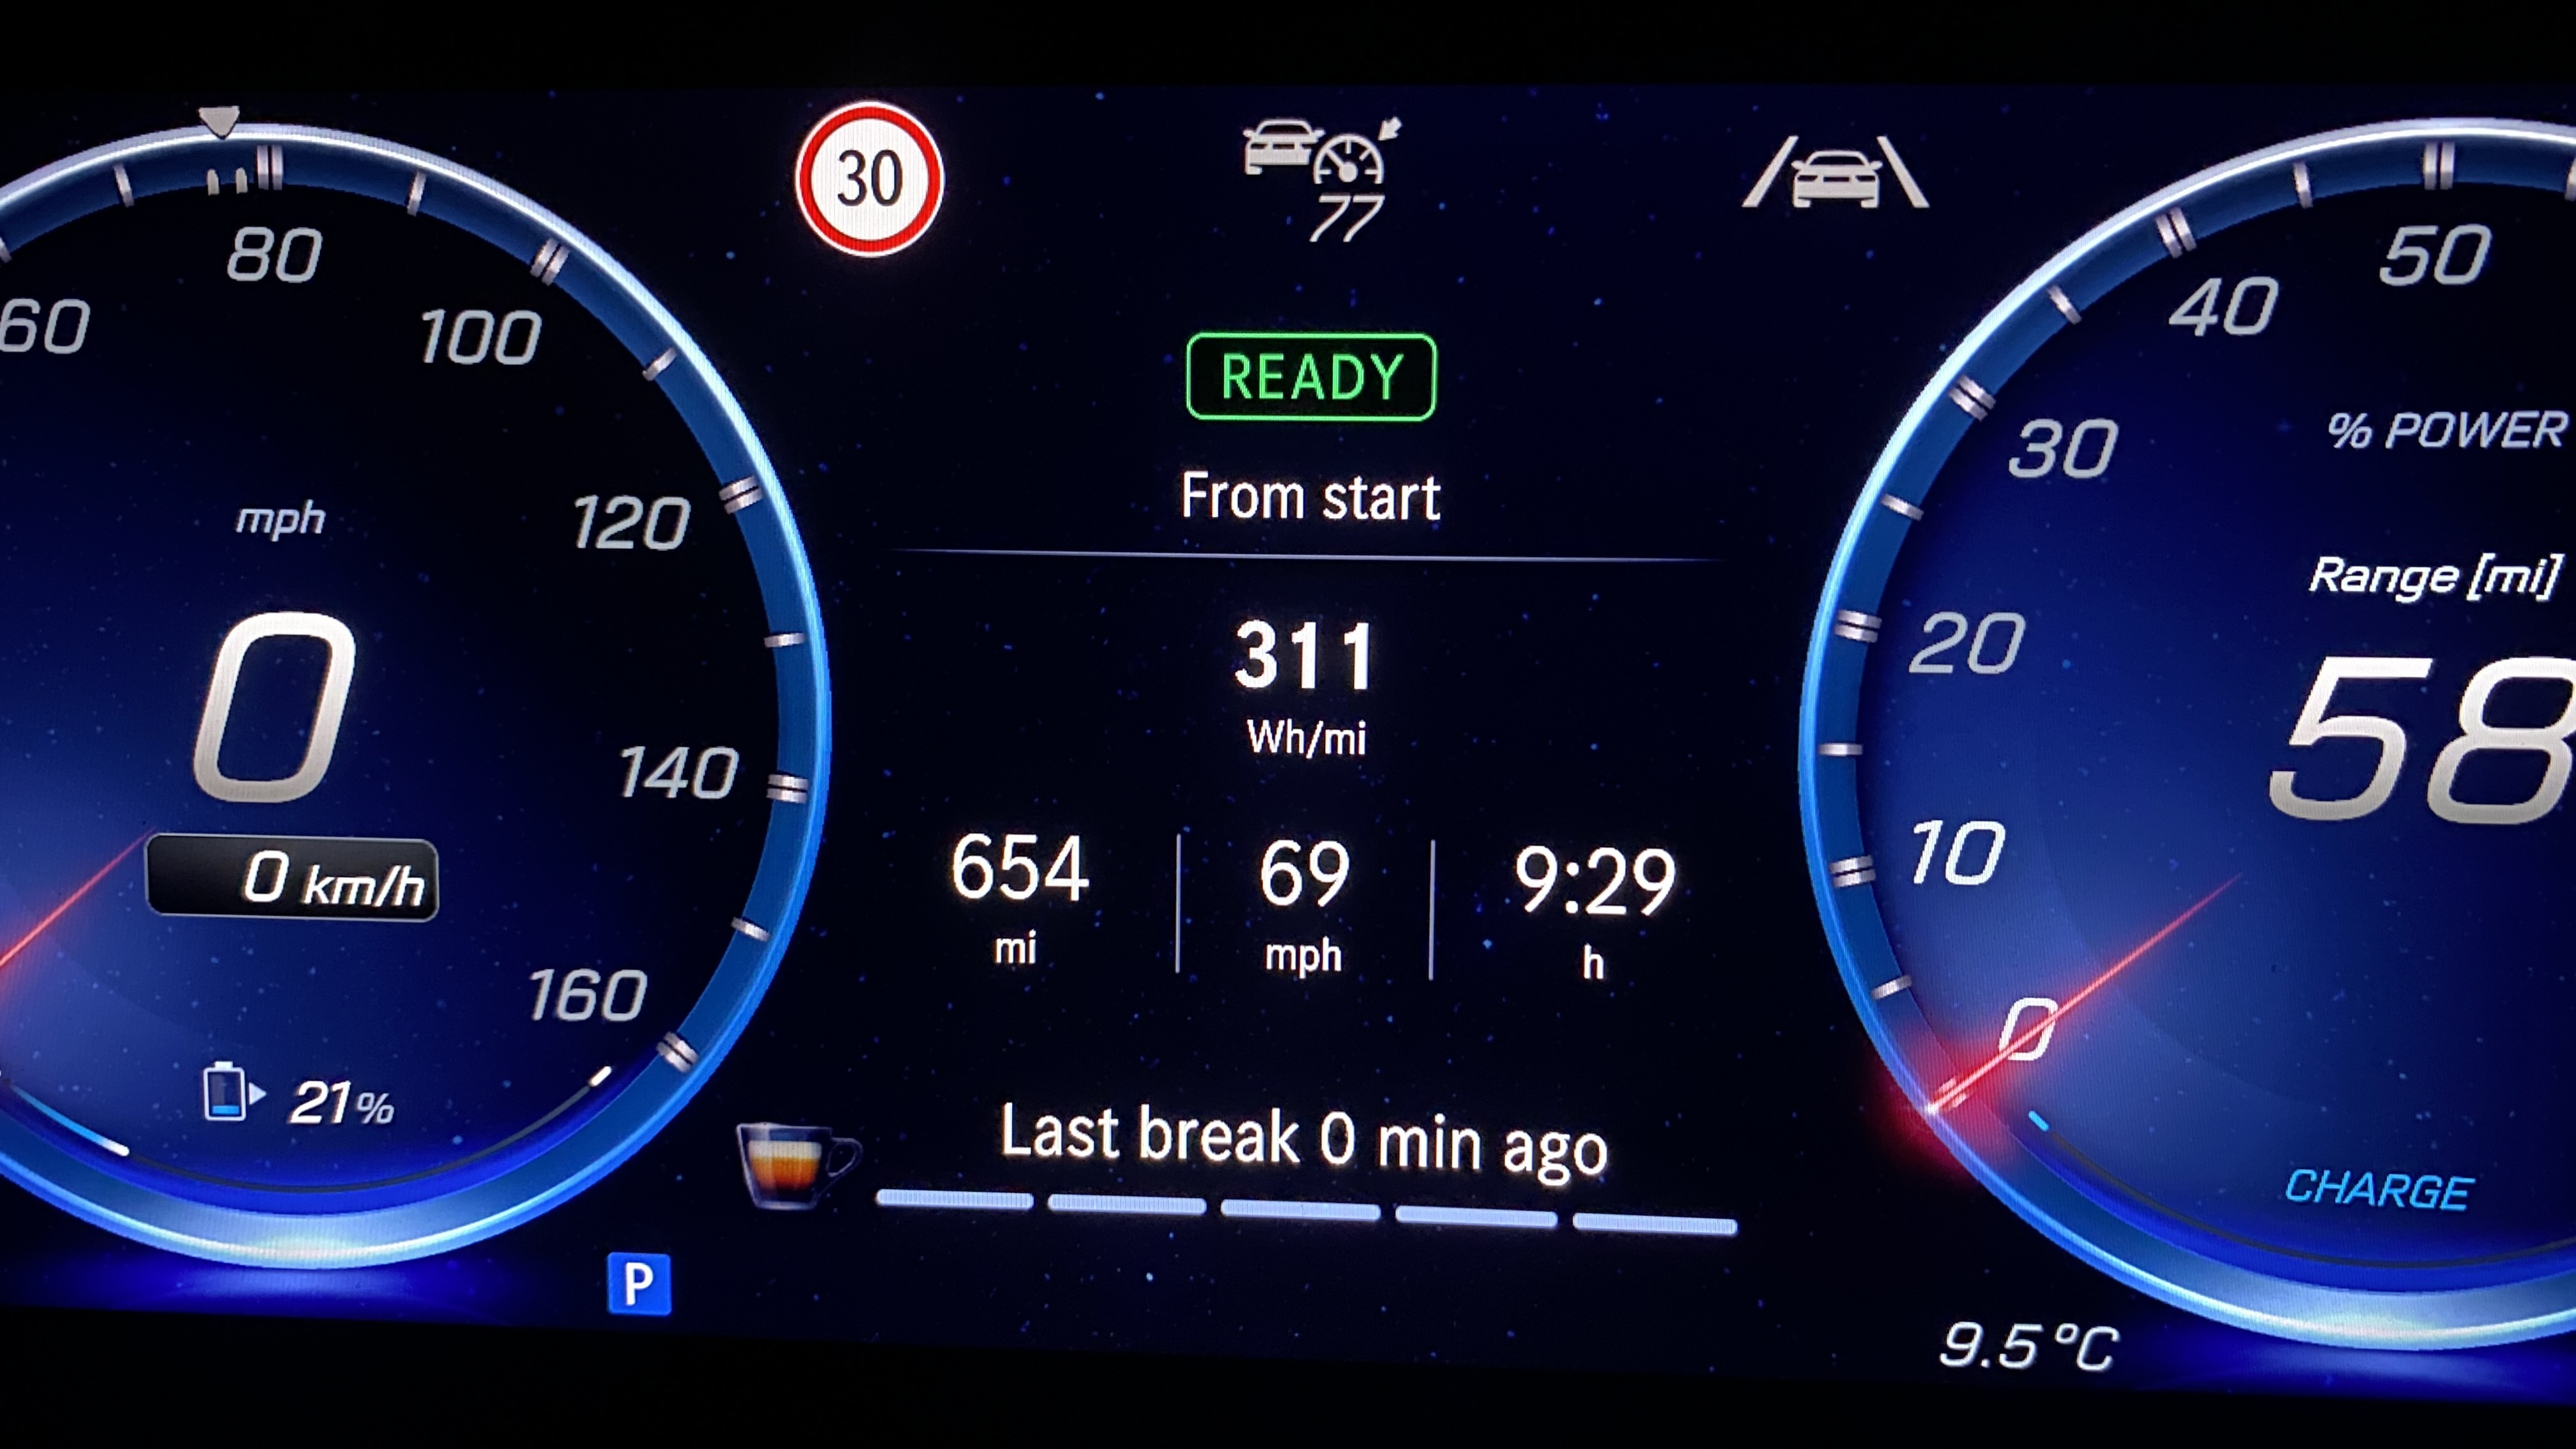 30
77
READY
From start
311
Wh/mi
654
mi
69
mph
9:29
h
Last break 0 min ago
P
60
80
100
120
140
160
mph
0
0 km/h
21%
50
40
30
20
10
0
% POWER
Range [mi]
58
CHARGE
9.5°C